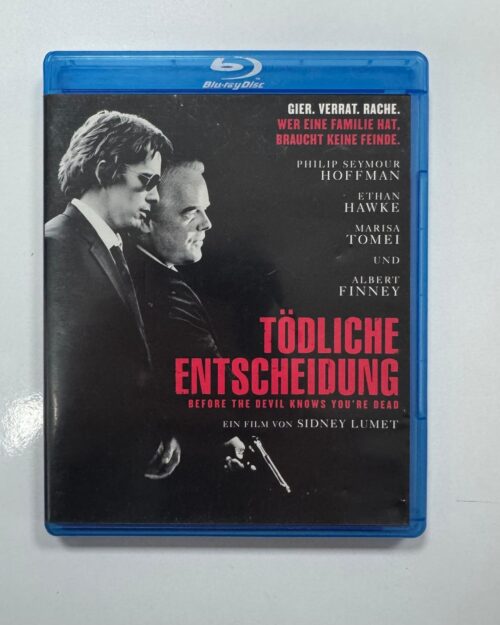 Blu-ray Disc
GIER. VERRAT. RACHE.
WER EINE FAMILIE HAT,
BRAUCHT KEINE FEINDE.
PHILIP SEYMOUR
HOFFMAN
ETHAN
HAWKE
MARISA
TOMEI
UND
ALBERT
FINNEY
TÖDLICHE
ENTSCHEIDUNG
BEFORE THE DEVIL KNOWS YOU'RE DEAD
EIN FILM VON SIDNEY LUMET